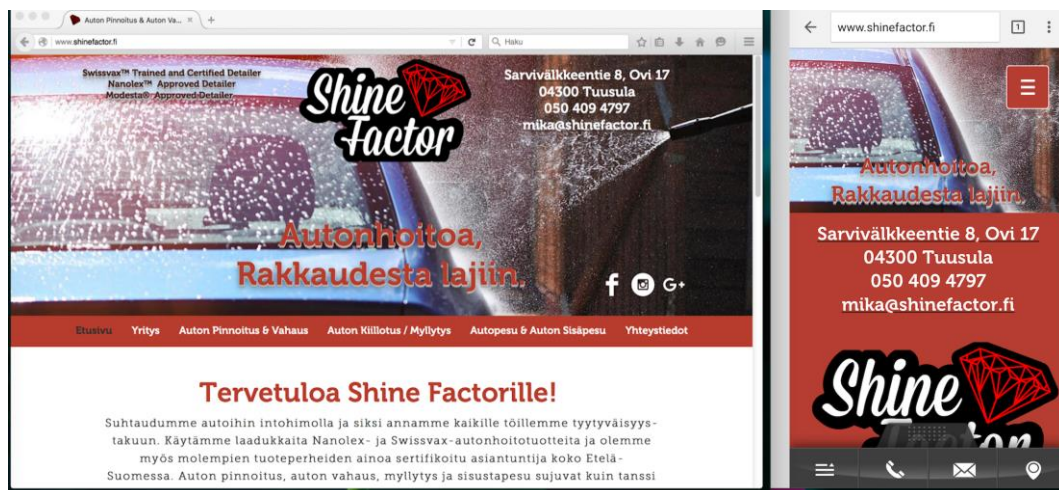 Auton Pinnoitus & Auton Va...
www.shinefactor.fi
Haku
Swissvax™ Trained and Certified Detailer
Nanolex™ Approved Detailer
Modesta® Approved Detailer
Shine
Factor
Sarvivälkkeentie 8, Ovi 17
04300 Tuusula
050 409 4797
mika@shinefactor.fi
Autonhoitoa,
Rakkaudesta lajiin.
f
G+
Etusivu Yritys Auton Pinnoitus & Vahaus Auton Kiillotus / Myllytys Autopesu & Auton Sisäpesu Yhteystiedot
Tervetuloa Shine Factorille!
Suhtaudumme autoihin intohimolla ja siksi annamme kaikille töillemme tyytyväisyys-
takuun. Käytämme laadukkaita Nanolex- ja Swissvax-autonhoitotuotteita ja olemme
myös molempien tuoteperheiden ainoa sertifikoitu asiantuntija koko Etelä-
Suomessa. Auton pinnoitus, auton vahaus, myllytys ja sisustapesu sujuvat kuin tanssi
www.shinefactor.fi
1
Autonhoitoa,
Rakkaudesta lajiin.
Sarvivälkkeentie 8, Ovi 17
04300 Tuusula
050 409 4797
mika@shinefactor.fi
Shine
Factor